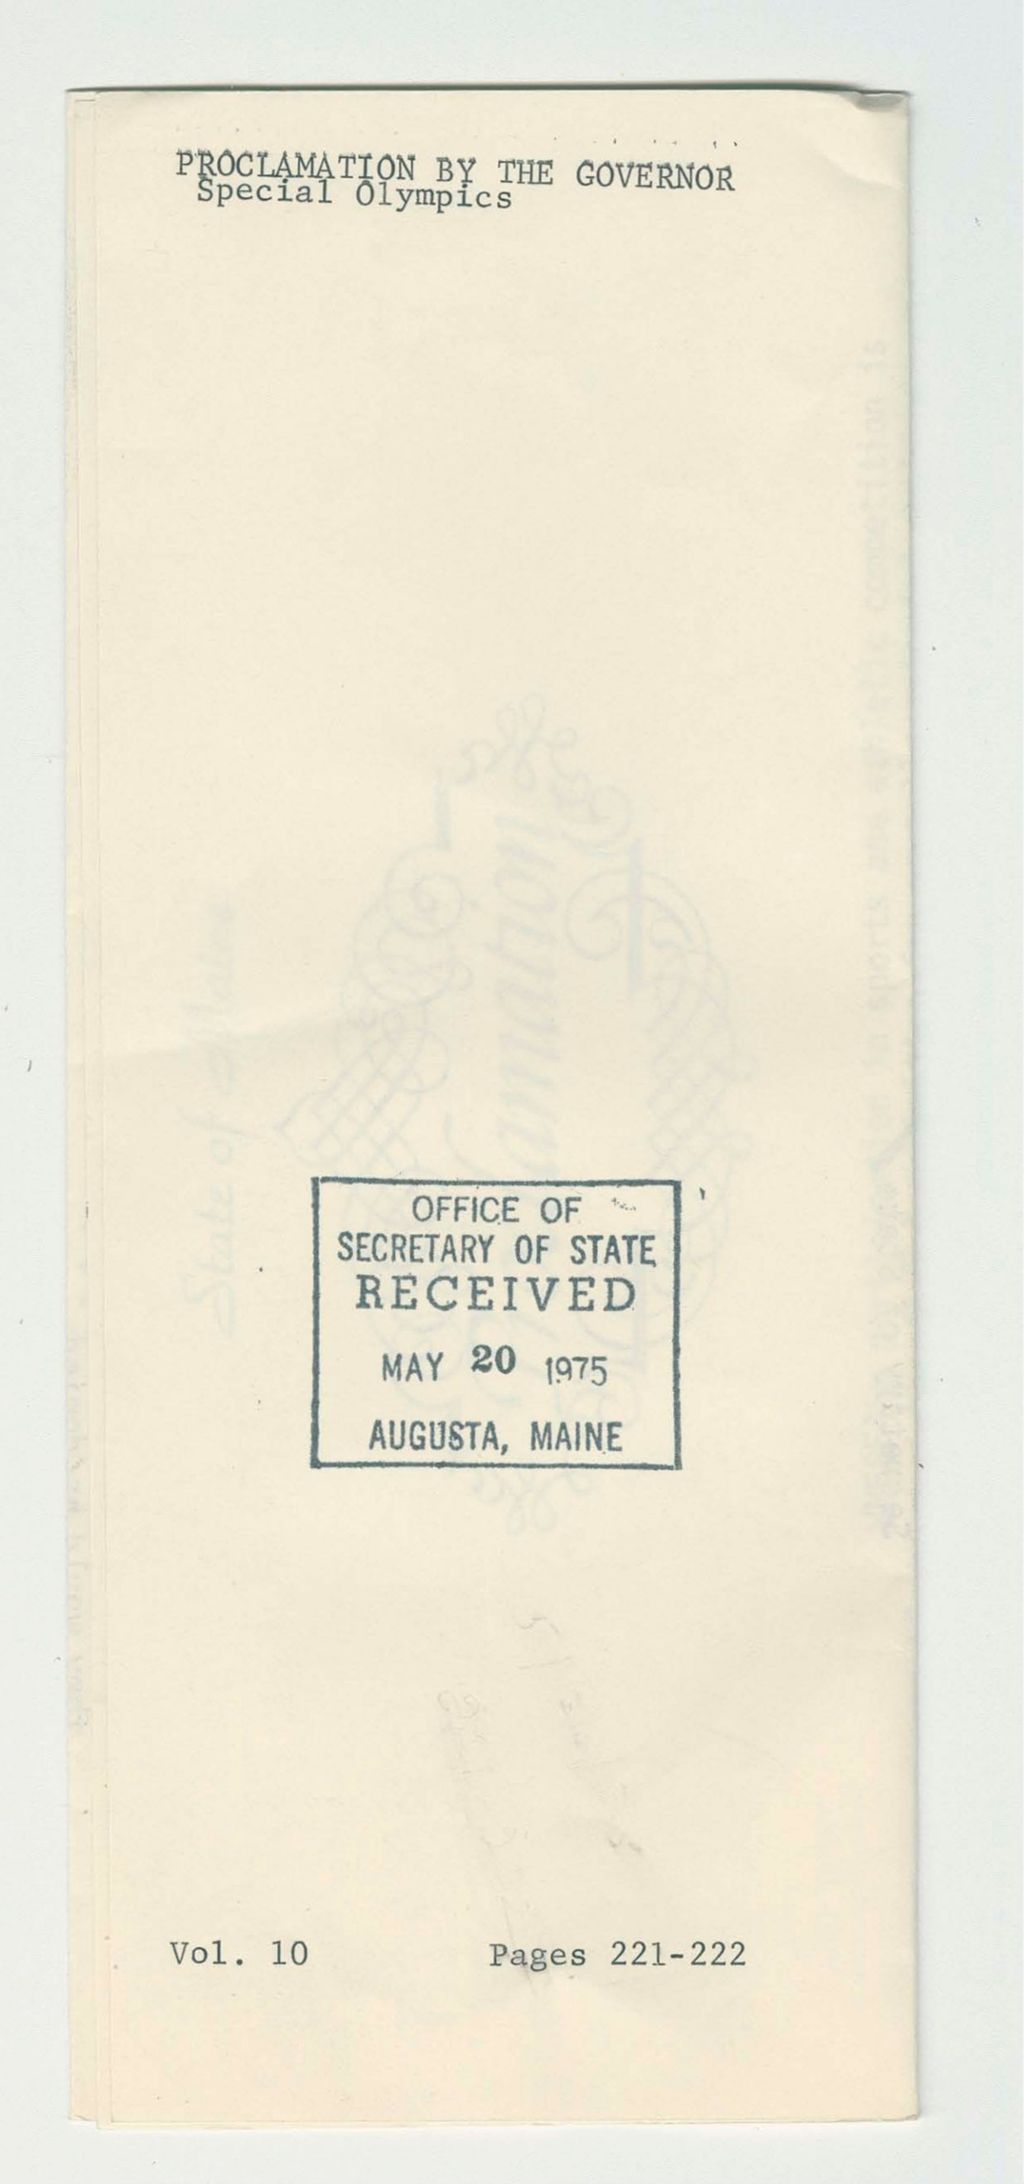 PROCLAMATION BY THE GOVERNOR
Special Olympics
OFFICE OF
SECRETARY OF STATE
RECEIVED
MAY 20 1975
AUGUSTA, MAINE
Vol. 10 Pages 221-222